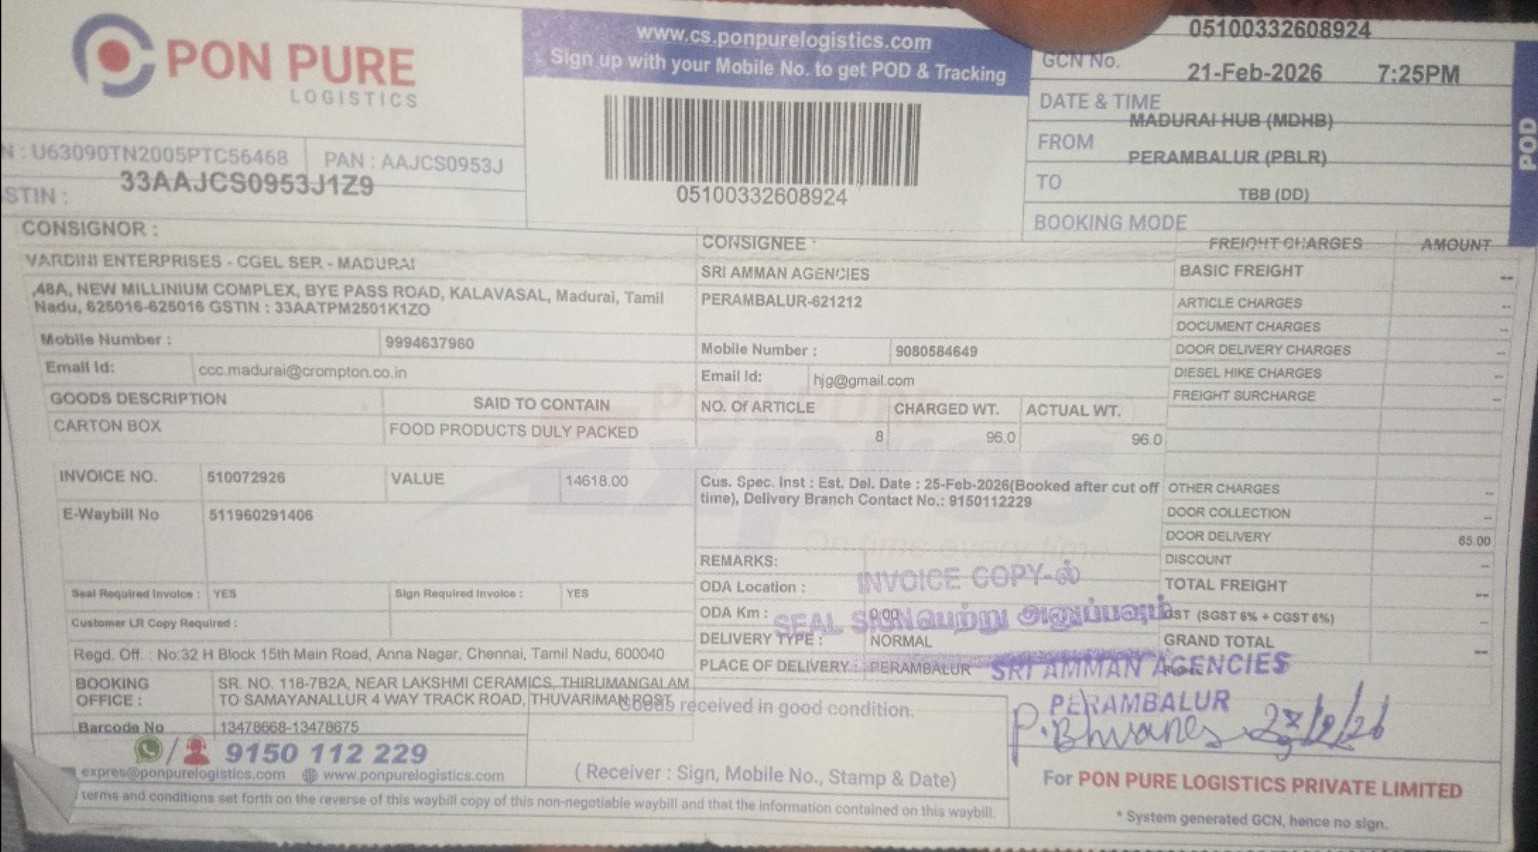 PON PURE
LOGISTICS
www.cs.ponpurelogistics.com
Sign up with your Mobile No. to get POD & Tracking
05100332608924
05100332608924
GCN No.
21-Feb-2026 7:25PM
DATE & TIME
MADURAI HUB (MDHB)
FROM
PERAMBALUR (PBLR)
TO
TBB (DD)
BOOKING MODE
POD
N : U63090TN2005PTC56468 PAN : AAJCS0953J
33AAJCS0953J1Z9
STIN :
CONSIGNOR :
VARDINI ENTERPRISES - CGEL SER - MADURAI
,48A, NEW MILLINIUM COMPLEX, BYE PASS ROAD, KALAVASAL, Madurai, Tamil
Nadu, 625016-625016 GSTIN : 33AATPM2501K1ZO
Mobile Number : 9994637960
Email Id: ccc.madurai@crompton.co.in
GOODS DESCRIPTION SAID TO CONTAIN
CARTON BOX FOOD PRODUCTS DULY PACKED
INVOICE NO. 510072926 VALUE 14618.00
E-Waybill No 511960291406
Seal Required Invoice : YES Sign Required Invoice : YES
Customer LR Copy Required :
Regd. Off. : No:32 H Block 15th Main Road, Anna Nagar, Chennai, Tamil Nadu, 600040
BOOKING OFFICE : SR. NO. 118-7B2A, NEAR LAKSHMI CERAMICS, THIRUMANGALAM
TO SAMAYANALLUR 4 WAY TRACK ROAD, THUVARIMAN POST
Barcode No 13478668-13478675
9150 112 229
expres@ponpurelogistics.com www.ponpurelogistics.com
terms and conditions set forth on the reverse of this waybill copy of this non-negotiable waybill and that the information contained on this waybill.
CONSIGNEE :
SRI AMMAN AGENCIES
PERAMBALUR-621212
Mobile Number : 9080584649
Email Id: hjg@gmail.com
NO. Of ARTICLE CHARGED WT. ACTUAL WT.
8 96.0 96.0
Cus. Spec. Inst : Est. Del. Date : 25-Feb-2026(Booked after cut off
time), Delivery Branch Contact No.: 9150112229
REMARKS:
ODA Location :
INVOICE COPY-ல்
ODA Km : 0.00
SEAL SIGN பெற்று அனுப்பவும்
DELIVERY TYPE : NORMAL
PLACE OF DELIVERY : PERAMBALUR
SRI AMMAN AGENCIES
PERAMBALUR
Goods received in good condition.
P.Bhvanes
( Receiver : Sign, Mobile No., Stamp & Date)
FREIGHT CHARGES AMOUNT
BASIC FREIGHT --
ARTICLE CHARGES --
DOCUMENT CHARGES --
DOOR DELIVERY CHARGES --
DIESEL HIKE CHARGES --
FREIGHT SURCHARGE --
OTHER CHARGES --
DOOR COLLECTION --
DOOR DELIVERY 65.00
DISCOUNT --
TOTAL FREIGHT --
GST (SGST 6% + CGST 6%) --
GRAND TOTAL --
For PON PURE LOGISTICS PRIVATE LIMITED
* System generated GCN, hence no sign.